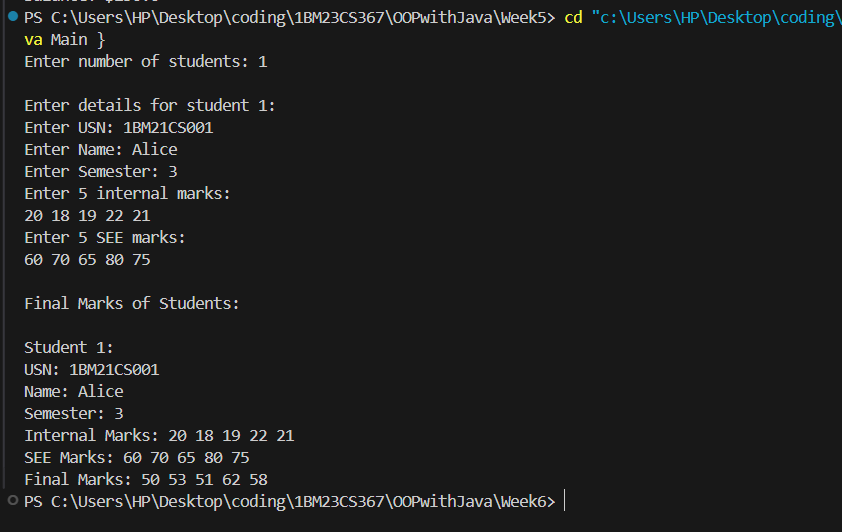 PS C:\Users\HP\Desktop\coding\1BM23CS367\OOPwithJava\Week5> cd "c:\Users\HP\Desktop\coding\
va Main }
Enter number of students: 1
Enter details for student 1:
Enter USN: 1BM21CS001
Enter Name: Alice
Enter Semester: 3
Enter 5 internal marks:
20 18 19 22 21
Enter 5 SEE marks:
60 70 65 80 75
Final Marks of Students:
Student 1:
USN: 1BM21CS001
Name: Alice
Semester: 3
Internal Marks: 20 18 19 22 21
SEE Marks: 60 70 65 80 75
Final Marks: 50 53 51 62 58
PS C:\Users\HP\Desktop\coding\1BM23CS367\OOPwithJava\Week6>